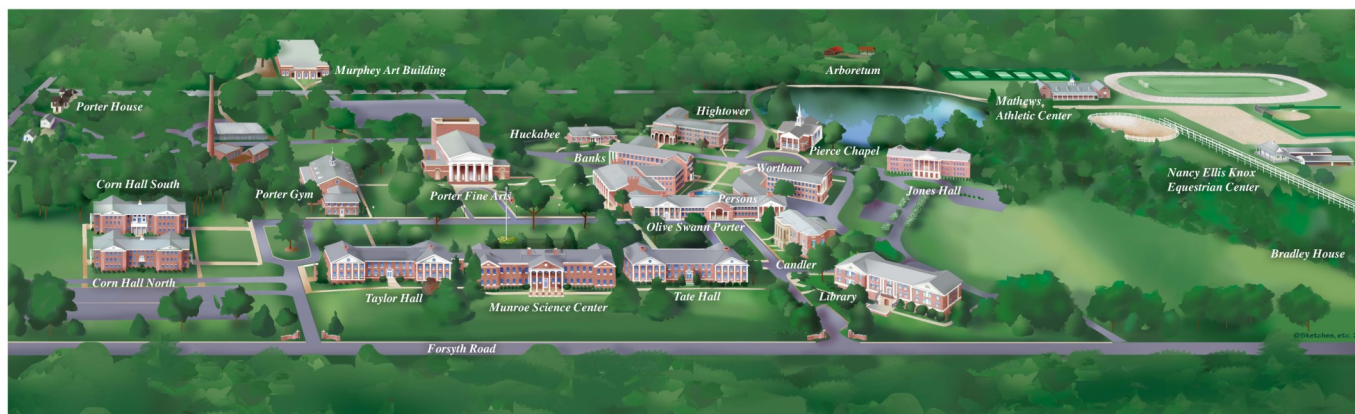 Murphey Art Building
Arboretum
Porter House
Hightower
Mathews
Athletic Center
Huckabee
Pierce Chapel
Banks
Wortham
Nancy Ellis Knox
Equestrian Center
Corn Hall South
Porter Gym
Porter Fine Arts
Persons
Jones Hall
Olive Swann Porter
Bradley House
Candler
Corn Hall North
Taylor Hall
Munroe Science Center
Tate Hall
Library
©Sketches, etc
Forsyth Road